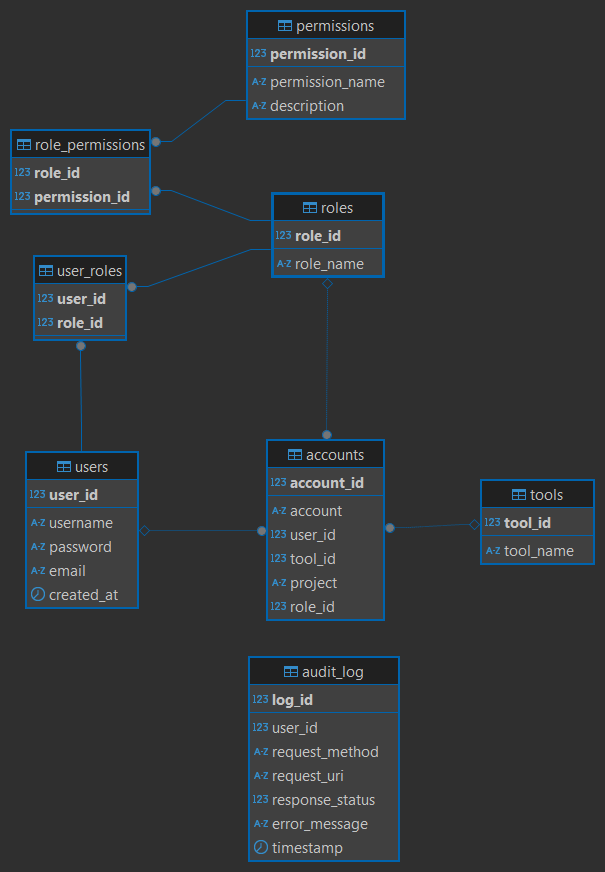 permissions
123 permission_id
A-Z permission_name
A-Z description
role_permissions
123 role_id
123 permission_id
roles
123 role_id
A-Z role_name
user_roles
123 user_id
123 role_id
users
123 user_id
A-Z username
A-Z password
A-Z email
created_at
accounts
123 account_id
A-Z account
123 user_id
123 tool_id
A-Z project
123 role_id
tools
123 tool_id
A-Z tool_name
audit_log
123 log_id
123 user_id
A-Z request_method
A-Z request_uri
123 response_status
A-Z error_message
timestamp